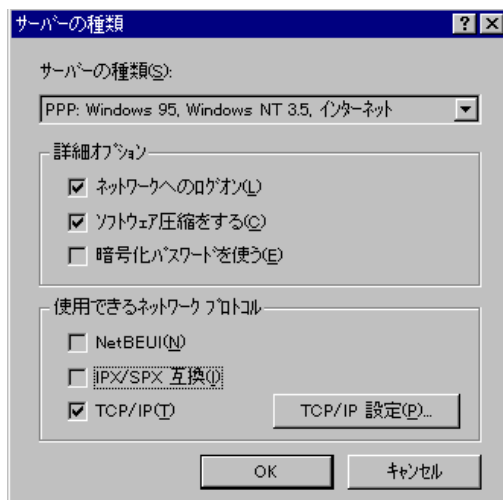 サーバーの種類
サーバーの種類(S):
PPP: Windows 95, Windows NT 3.5, インターネット
詳細オプション
ネットワークへのログオン(L)
ソフトウェア圧縮をする(C)
暗号化パスワードを使う(E)
使用できるネットワーク プロトコル
NetBEUI(N)
IPX/SPX 互換(I)
TCP/IP(T)
TCP/IP 設定(P)...
OK
キャンセル